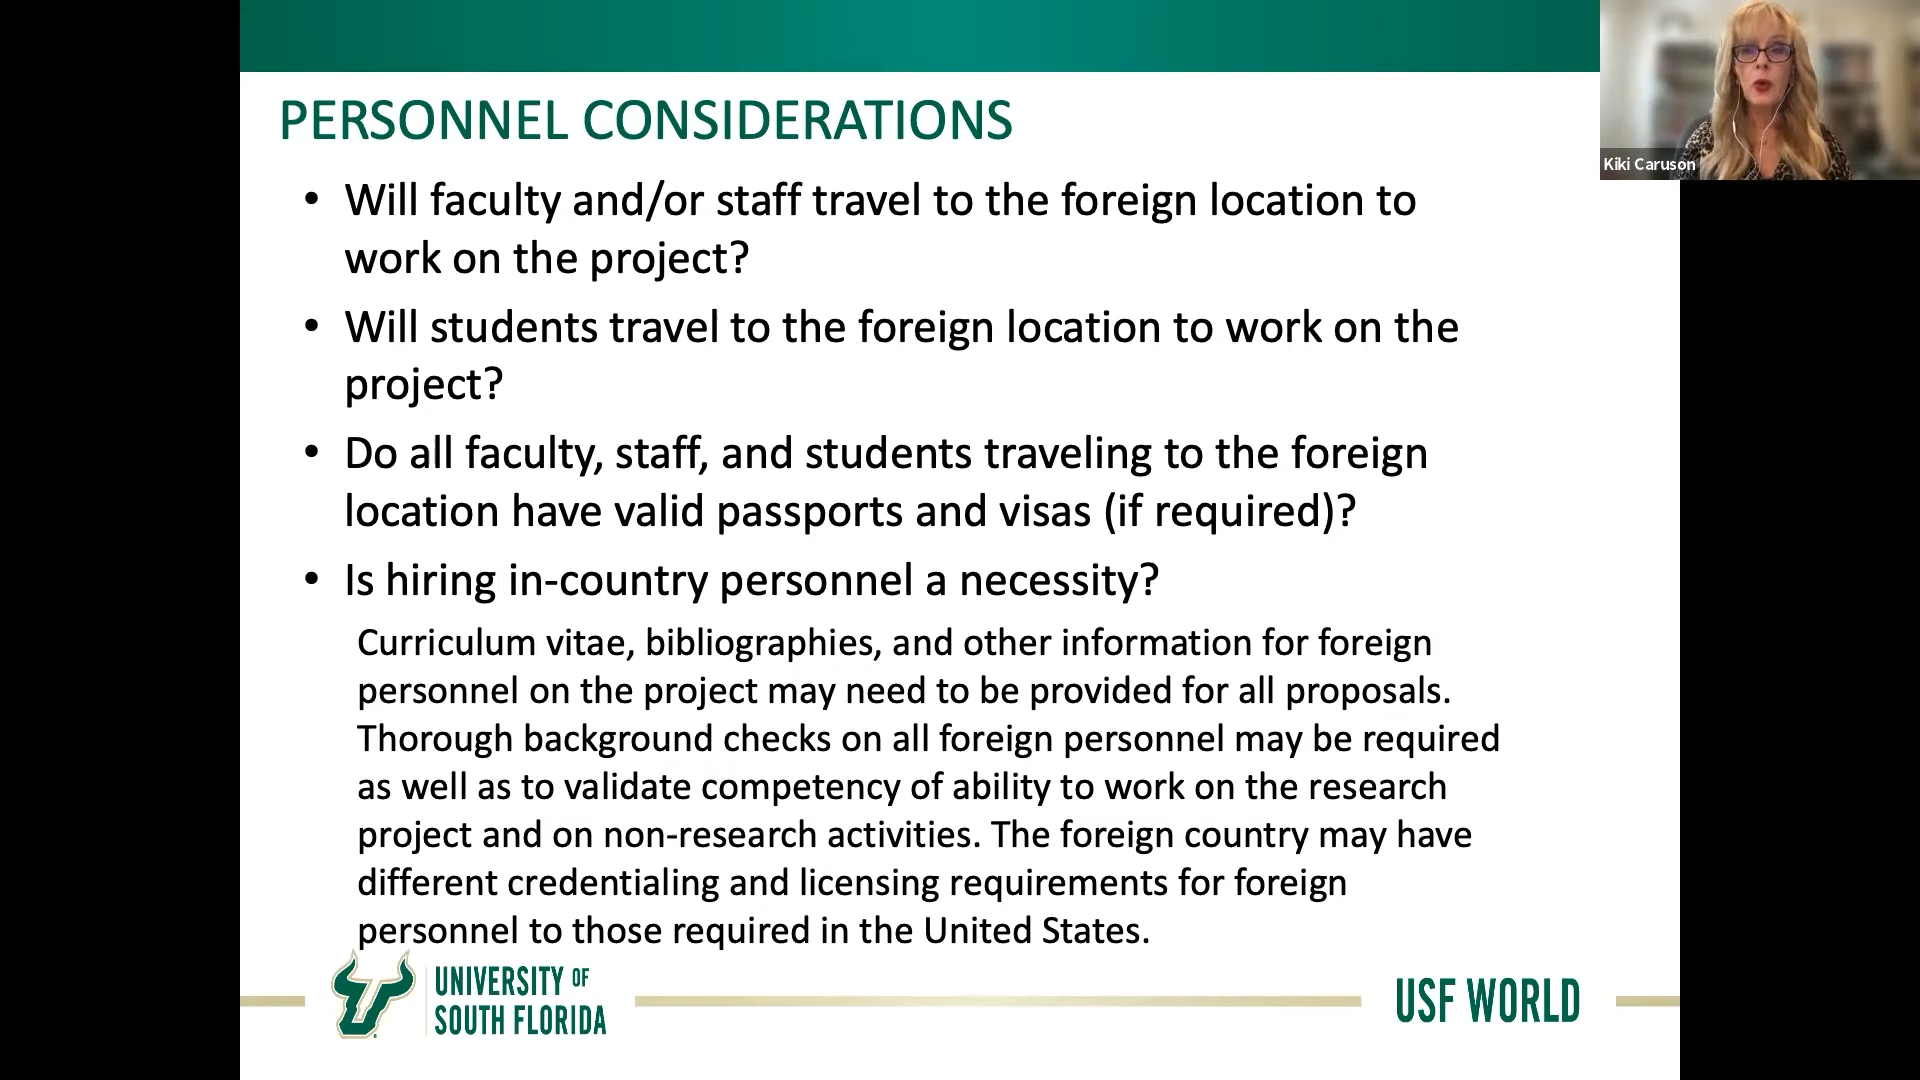 PERSONNEL CONSIDERATIONS
Kiki Caruson
• Will faculty and/or staff travel to the foreign location to
work on the project?
• Will students travel to the foreign location to work on the
project?
• Do all faculty, staff, and students traveling to the foreign
location have valid passports and visas (if required)?
• Is hiring in-country personnel a necessity?
Curriculum vitae, bibliographies, and other information for foreign
personnel on the project may need to be provided for all proposals.
Thorough background checks on all foreign personnel may be required
as well as to validate competency of ability to work on the research
project and on non-research activities. The foreign country may have
different credentialing and licensing requirements for foreign
personnel to those required in the United States.
UNIVERSITY OF
SOUTH FLORIDA
USF WORLD